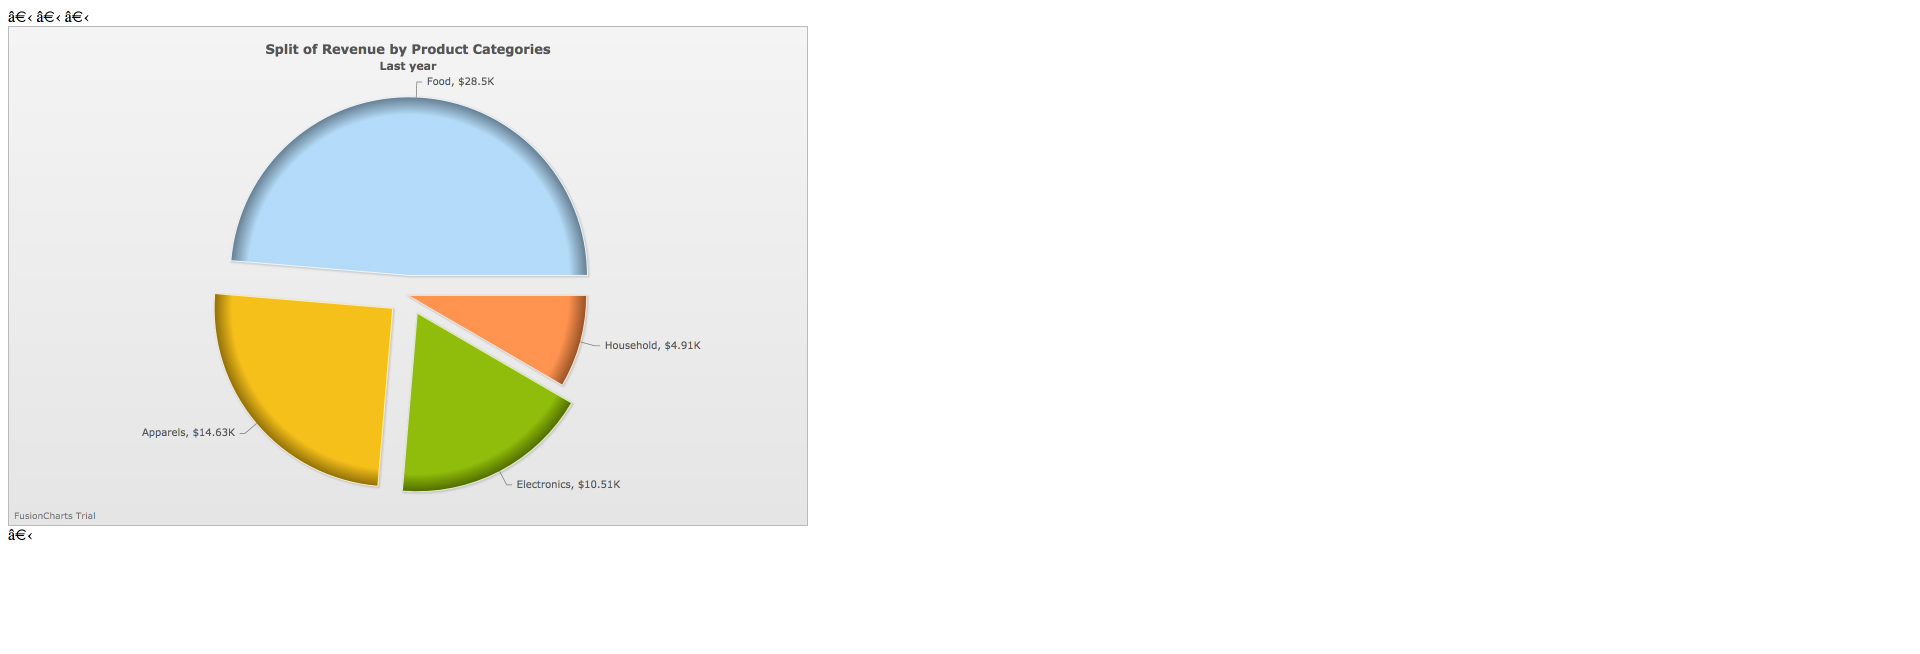 â€‹ â€‹ â€‹
Split of Revenue by Product Categories
Last year
Food, $28.5K
Household, $4.91K
Apparels, $14.63K
Electronics, $10.51K
FusionCharts Trial
â€‹